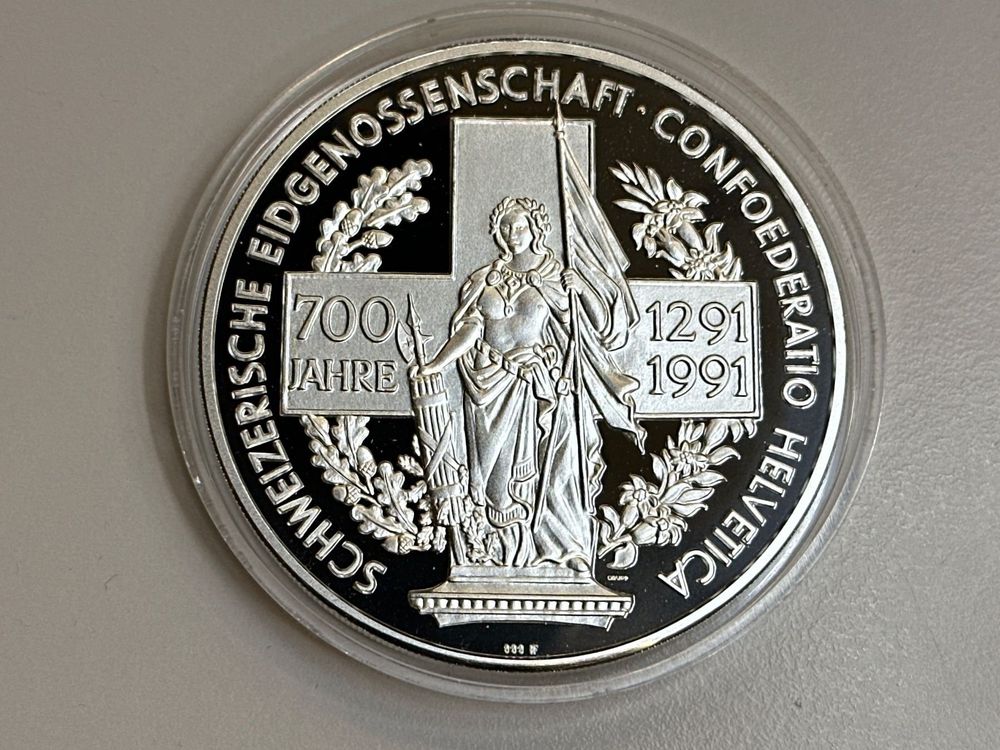 SCHWEIZERISCHE EIDGENOSSENSCHAFT · CONFOEDERATIO HELVETICA
700
JAHRE
1291
1991